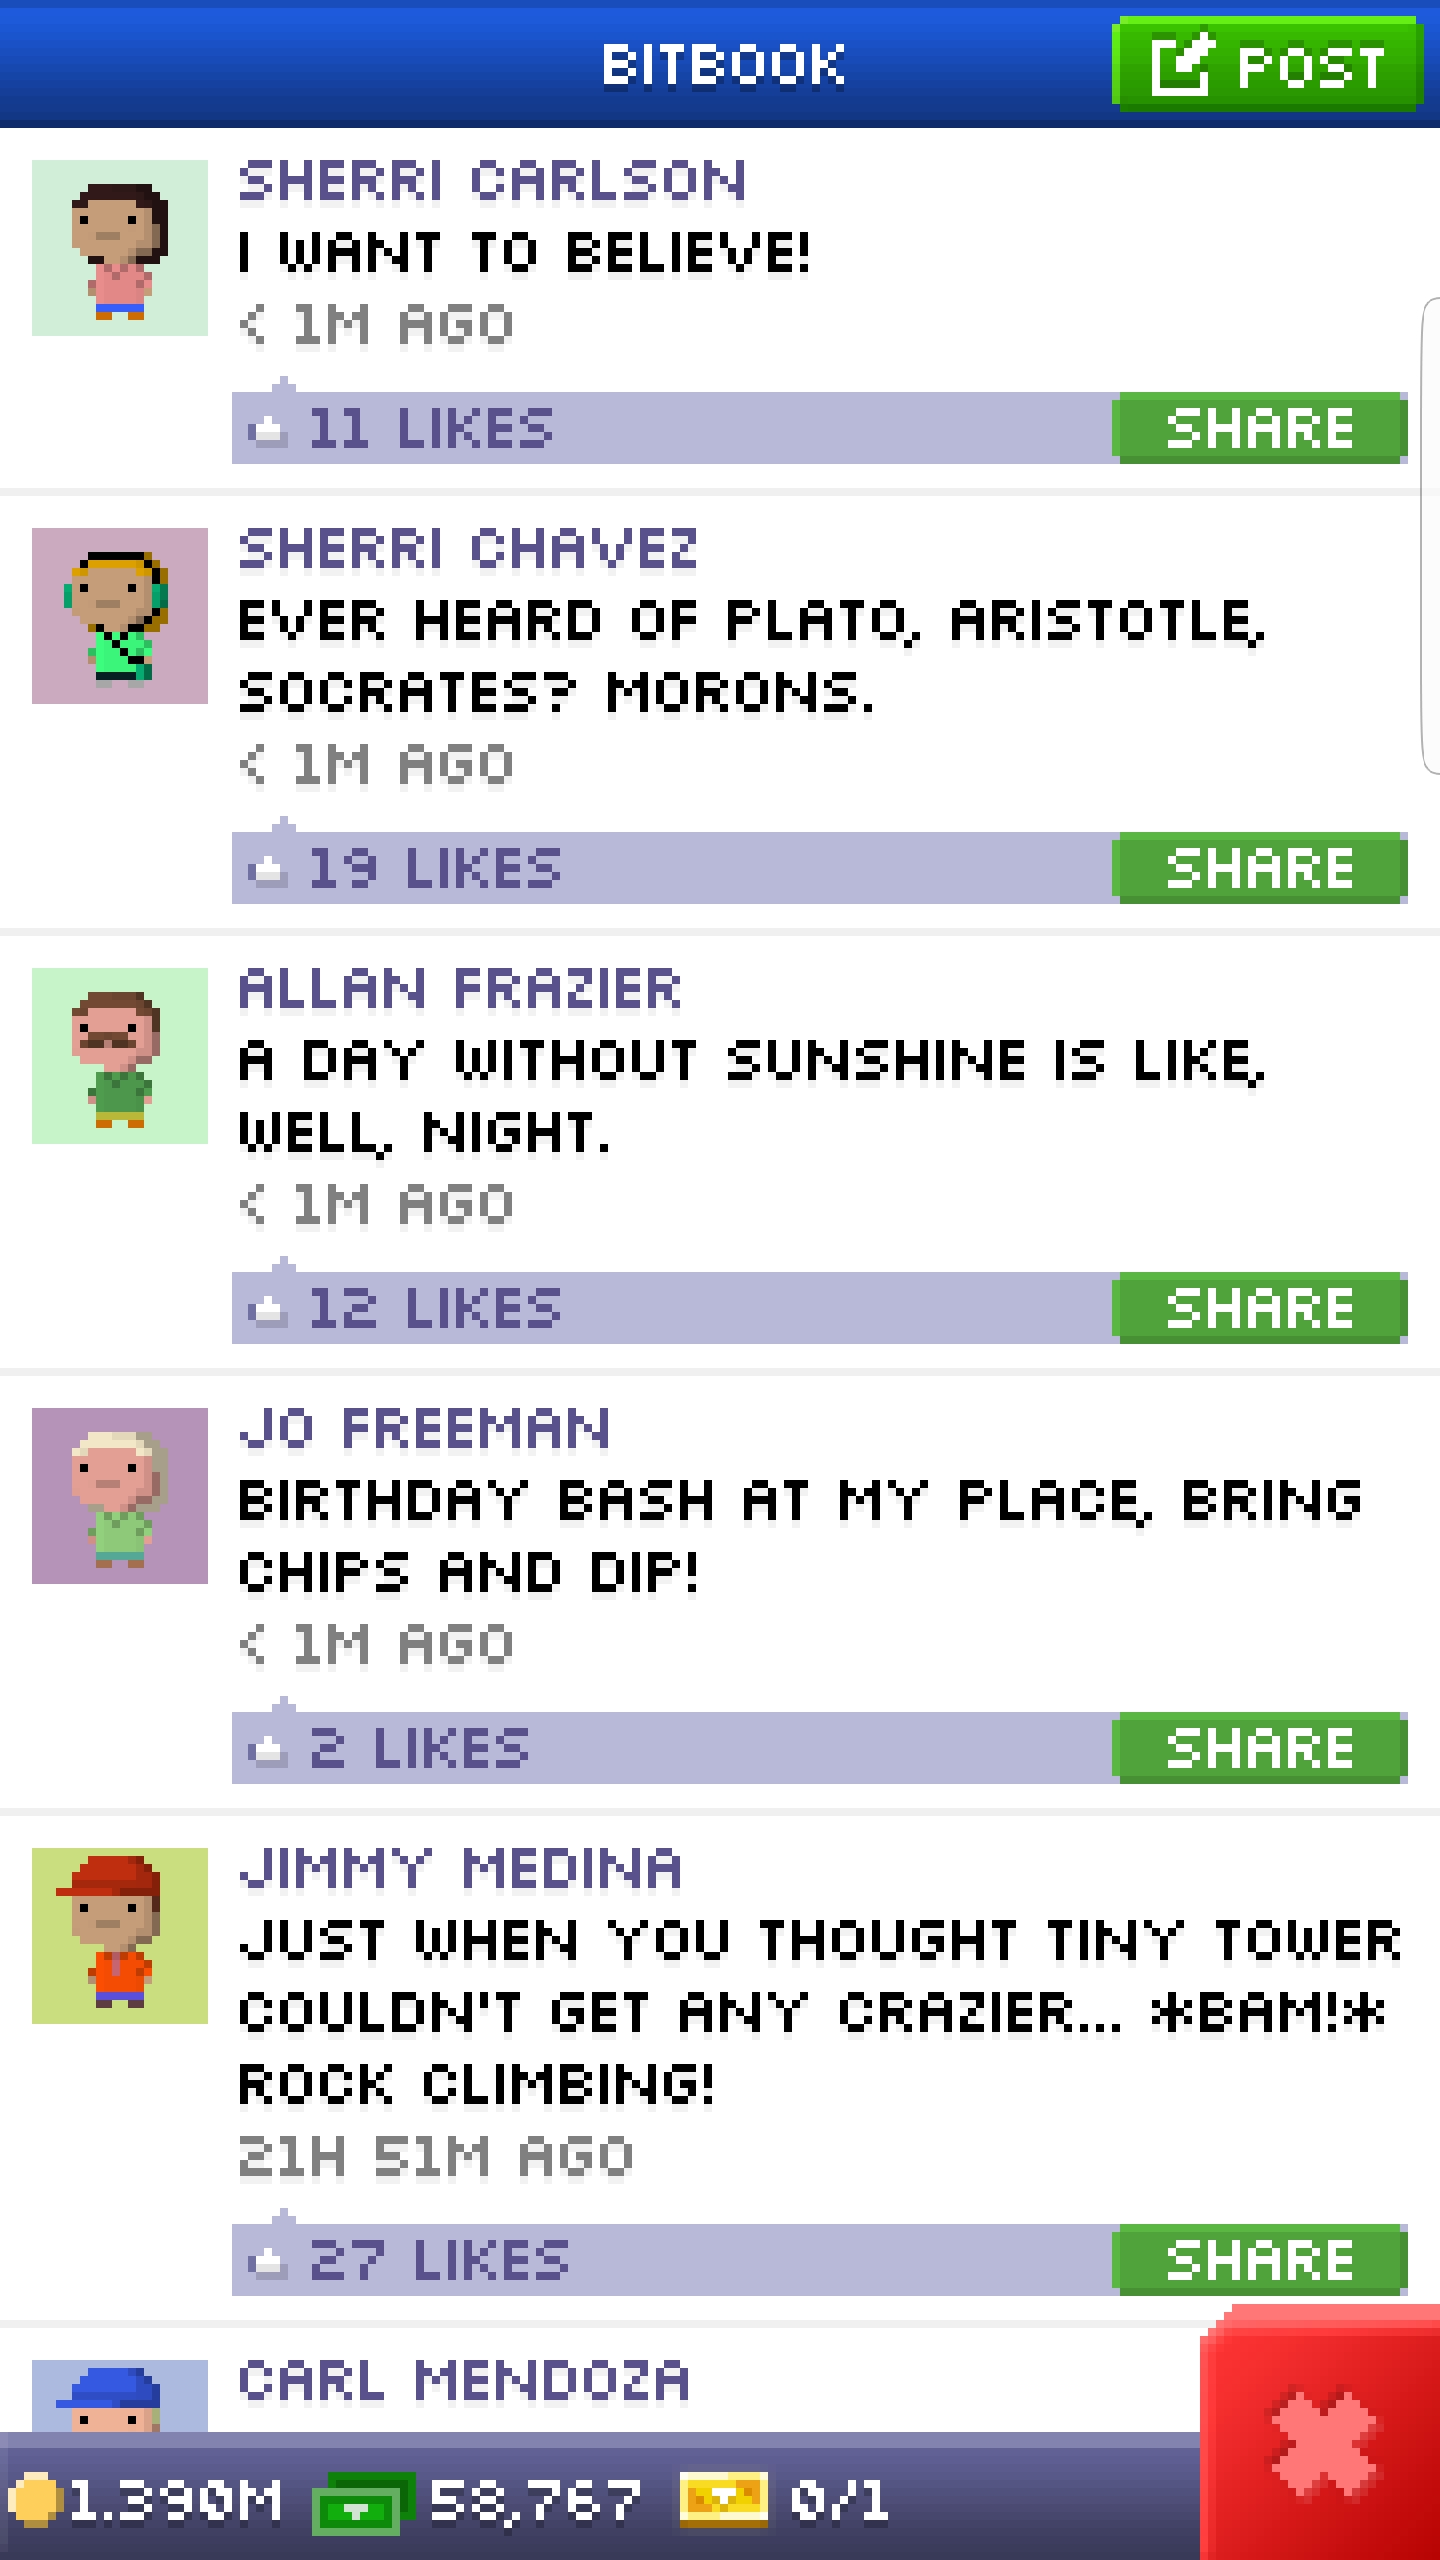 BITBOOK
POST
SHERRI CARLSON
I WANT TO BELIEVE!
< 1M AGO
11 LIKES
SHARE
SHERRI CHAVEZ
EVER HEARD OF PLATO, ARISTOTLE,
SOCRATES? MORONS.
< 1M AGO
19 LIKES
SHARE
ALLAN FRAZIER
A DAY WITHOUT SUNSHINE IS LIKE,
WELL, NIGHT.
< 1M AGO
12 LIKES
SHARE
JO FREEMAN
BIRTHDAY BASH AT MY PLACE, BRING
CHIPS AND DIP!
< 1M AGO
2 LIKES
SHARE
JIMMY MEDINA
JUST WHEN YOU THOUGHT TINY TOWER
COULDN'T GET ANY CRAZIER... *BAM!*
ROCK CLIMBING!
21H 51M AGO
27 LIKES
SHARE
CARL MENDOZA
1.390M 58,767 0/1